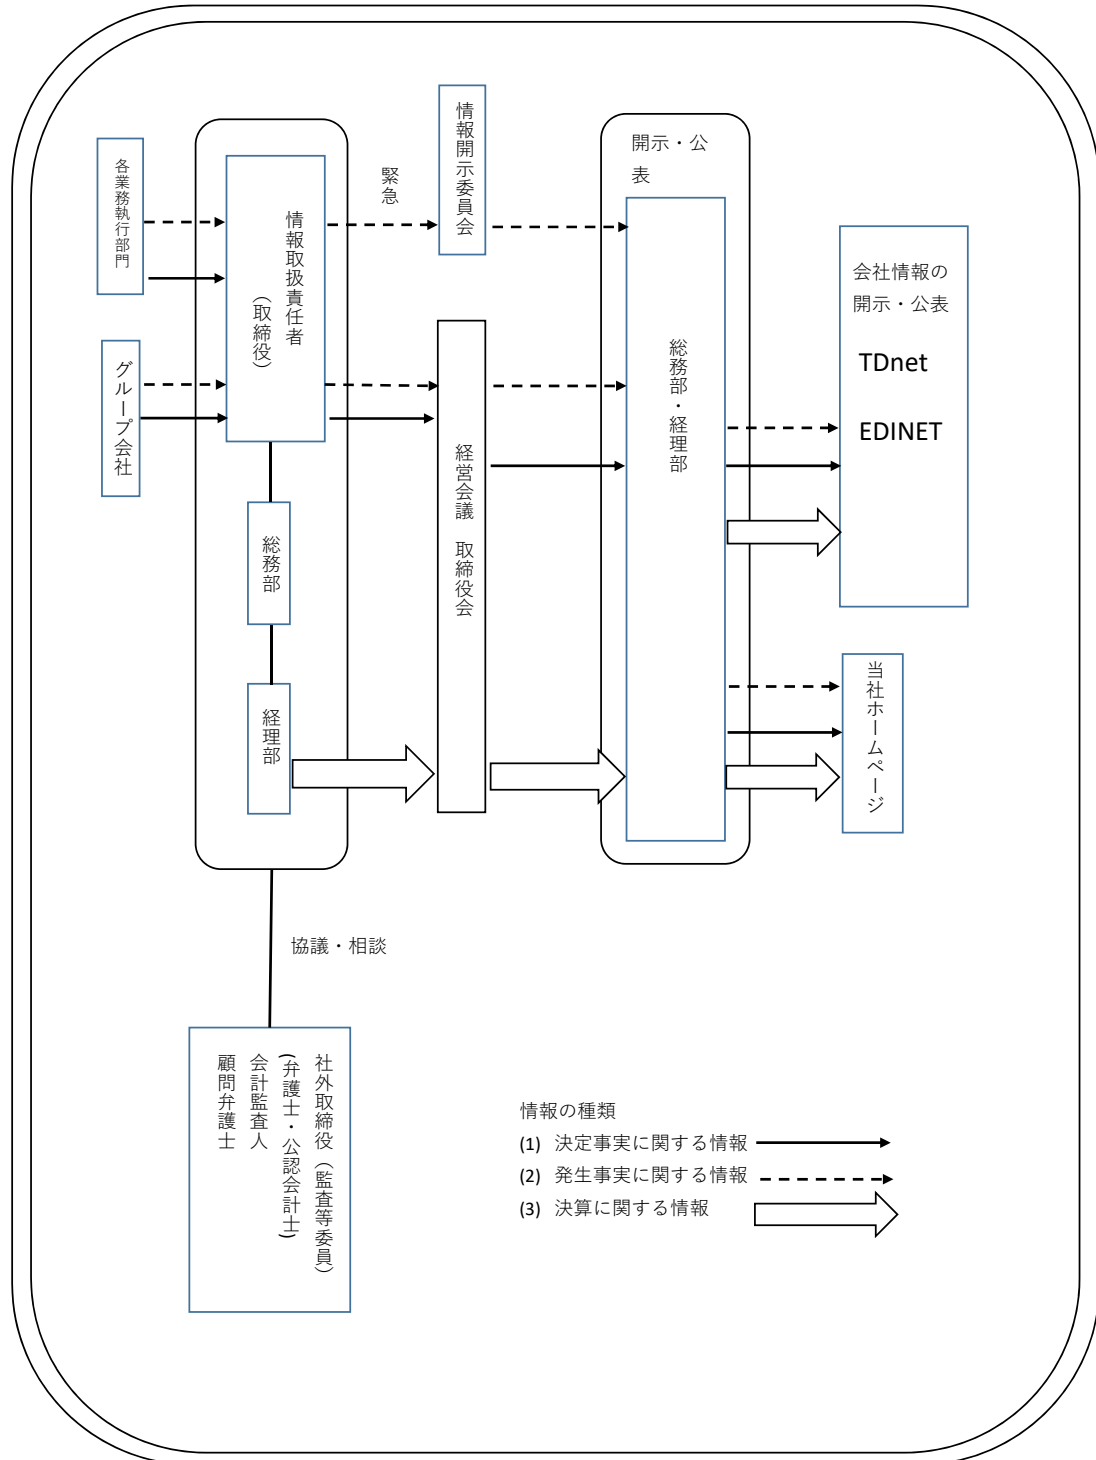 各業務執行部門
グループ会社
情報取扱責任者
(取締役)
緊急
情報開示委員会
総務部
経理部
経営会議 取締役会
開示・公
表
総務部・経理部
会社情報の
開示・公表
TDnet
EDINET
当社ホームページ
協議・相談
社外取締役(監査等委員)
(弁護士・公認会計士)
会計監査人
顧問弁護士
情報の種類
(1) 決定事実に関する情報
(2) 発生事実に関する情報
(3) 決算に関する情報